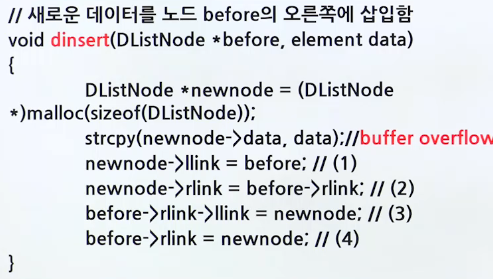 // 새로운 데이터를 노드 before의 오른쪽에 삽입함
void dinsert(DListNode *before, element data)
{
DListNode *newnode = (DListNode
*)malloc(sizeof(DListNode));
strcpy(newnode->data, data);//buffer overflow
newnode->llink = before; // (1)
newnode->rlink = before->rlink; // (2)
before->rlink->llink = newnode; // (3)
before->rlink = newnode; // (4)
}